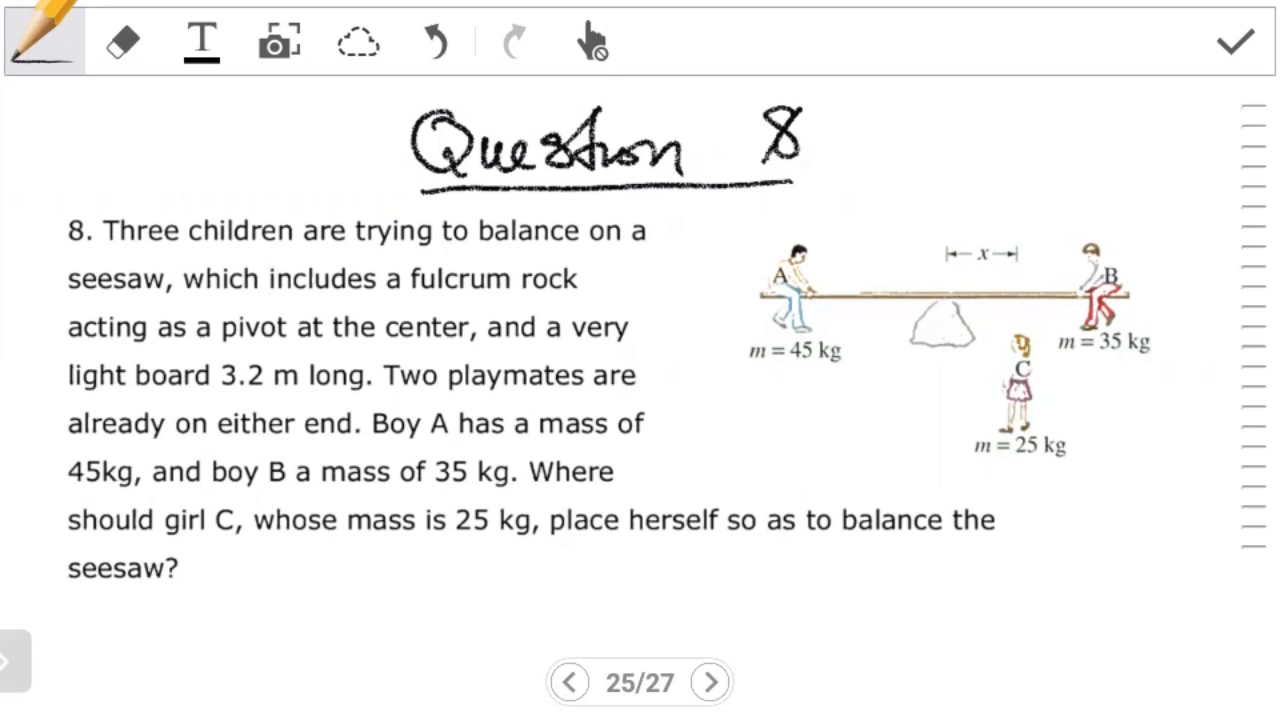 T
Question 8
8. Three children are trying to balance on a
seesaw, which includes a fulcrum rock
acting as a pivot at the center, and a very
light board 3.2 m long. Two playmates are
already on either end. Boy A has a mass of
45kg, and boy B a mass of 35 kg. Where
should girl C, whose mass is 25 kg, place herself so as to balance the
seesaw?
x
A
B
m = 45 kg
m = 35 kg
C
m = 25 kg
25/27